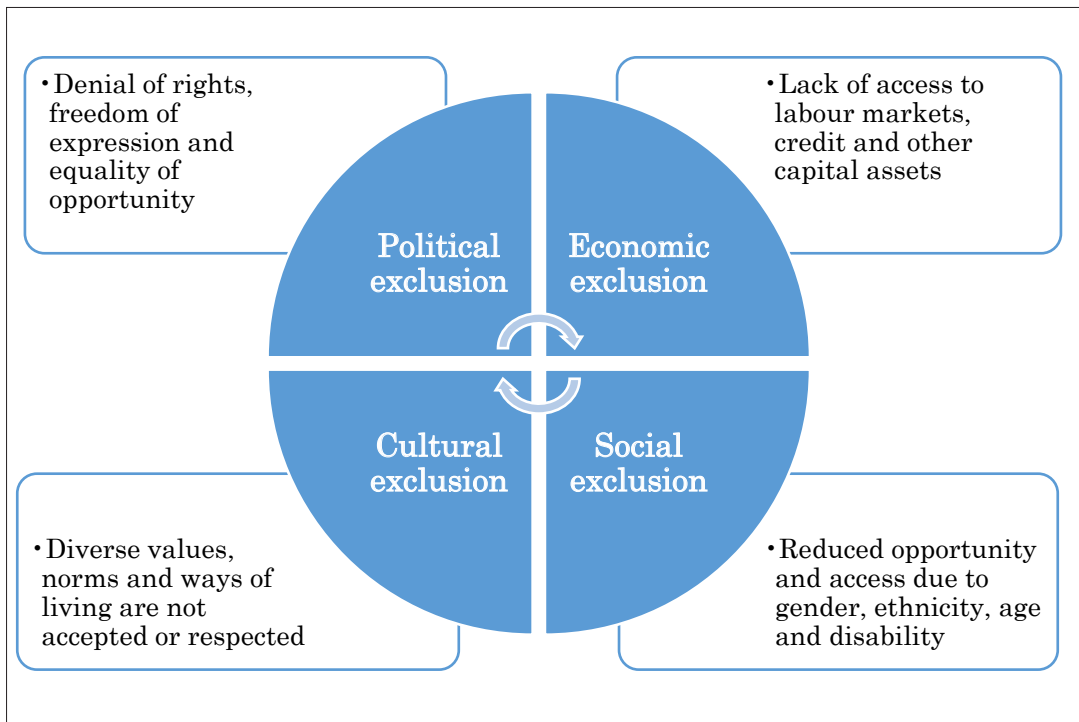 •Denial of rights,
freedom of
expression and
equality of
opportunity
•Lack of access to
labour markets,
credit and other
capital assets
Political
exclusion
Economic
exclusion
Cultural
exclusion
Social
exclusion
•Diverse values,
norms and ways of
living are not
accepted or respected
•Reduced opportunity
and access due to
gender, ethnicity, age
and disability